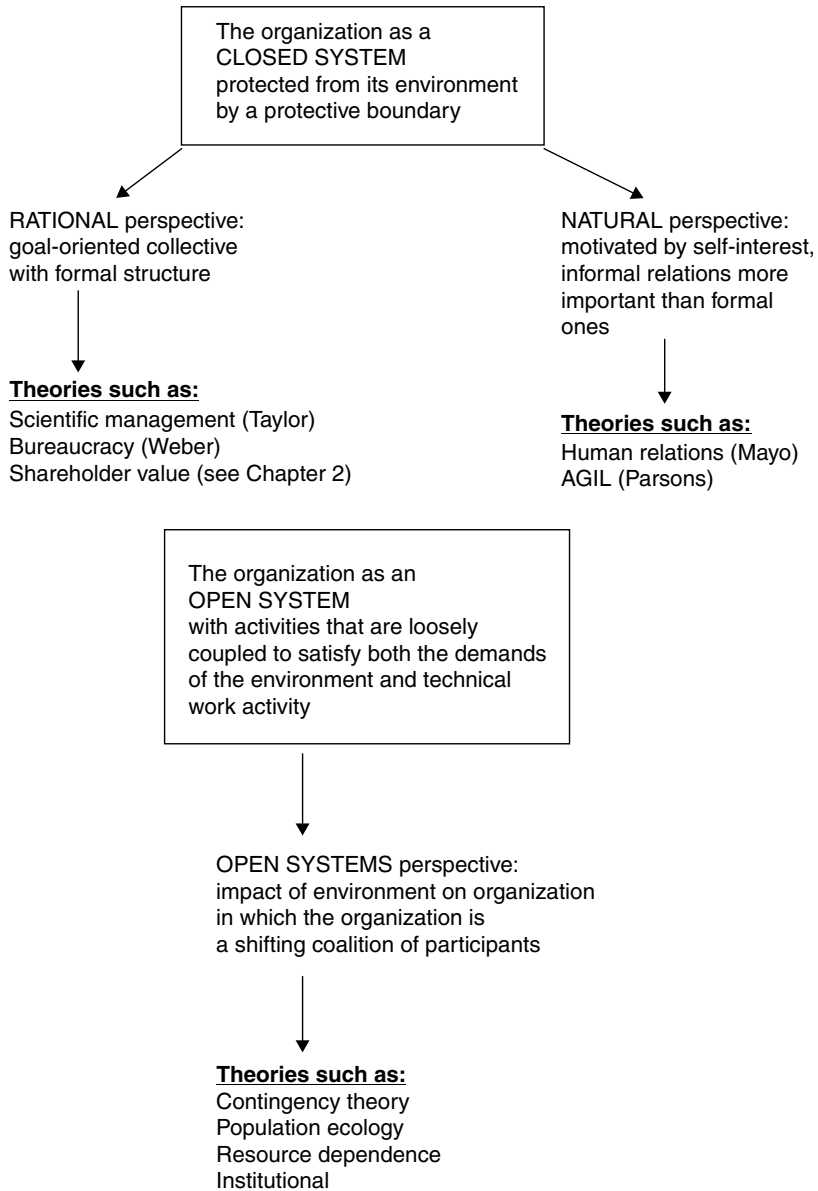 The organization as a
CLOSED SYSTEM
protected from its environment
by a protective boundary
RATIONAL perspective:
goal-oriented collective
with formal structure
Theories such as:
Scientific management (Taylor)
Bureaucracy (Weber)
Shareholder value (see Chapter 2)
NATURAL perspective:
motivated by self-interest,
informal relations more
important than formal
ones
Theories such as:
Human relations (Mayo)
AGIL (Parsons)
The organization as an
OPEN SYSTEM
with activities that are loosely
coupled to satisfy both the demands
of the environment and technical
work activity
OPEN SYSTEMS perspective:
impact of environment on organization
in which the organization is
a shifting coalition of participants
Theories such as:
Contingency theory
Population ecology
Resource dependence
Institutional